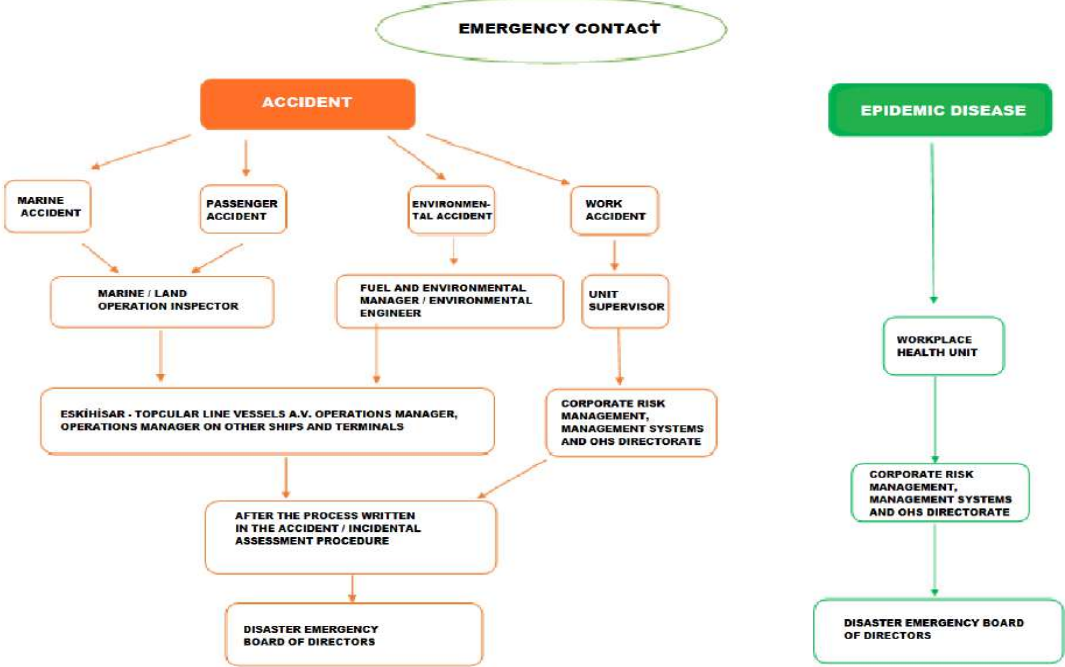 EMERGENCY CONTACT
ACCIDENT
EPIDEMIC DISEASE
MARINE
ACCIDENT
PASSENGER
ACCIDENT
ENVIRONMEN-
TAL ACCIDENT
WORK
ACCIDENT
MARINE / LAND
OPERATION INSPECTOR
FUEL AND ENVIRONMENTAL
MANAGER / ENVIRONMENTAL
ENGINEER
UNIT
SUPERVISOR
WORKPLACE
HEALTH UNIT
ESKİHİSAR - TOPCULAR LINE VESSELS A.V. OPERATIONS MANAGER,
OPERATIONS MANAGER ON OTHER SHIPS AND TERMINALS
CORPORATE RISK
MANAGEMENT,
MANAGEMENT SYSTEMS
AND OHS DIRECTORATE
CORPORATE RISK
MANAGEMENT,
MANAGEMENT SYSTEMS
AND OHS DIRECTORATE
AFTER THE PROCESS WRITTEN
IN THE ACCIDENT / INCIDENTAL
ASSESSMENT PROCEDURE
DISASTER EMERGENCY
BOARD OF DIRECTORS
DISASTER EMERGENCY BOARD
OF DIRECTORS